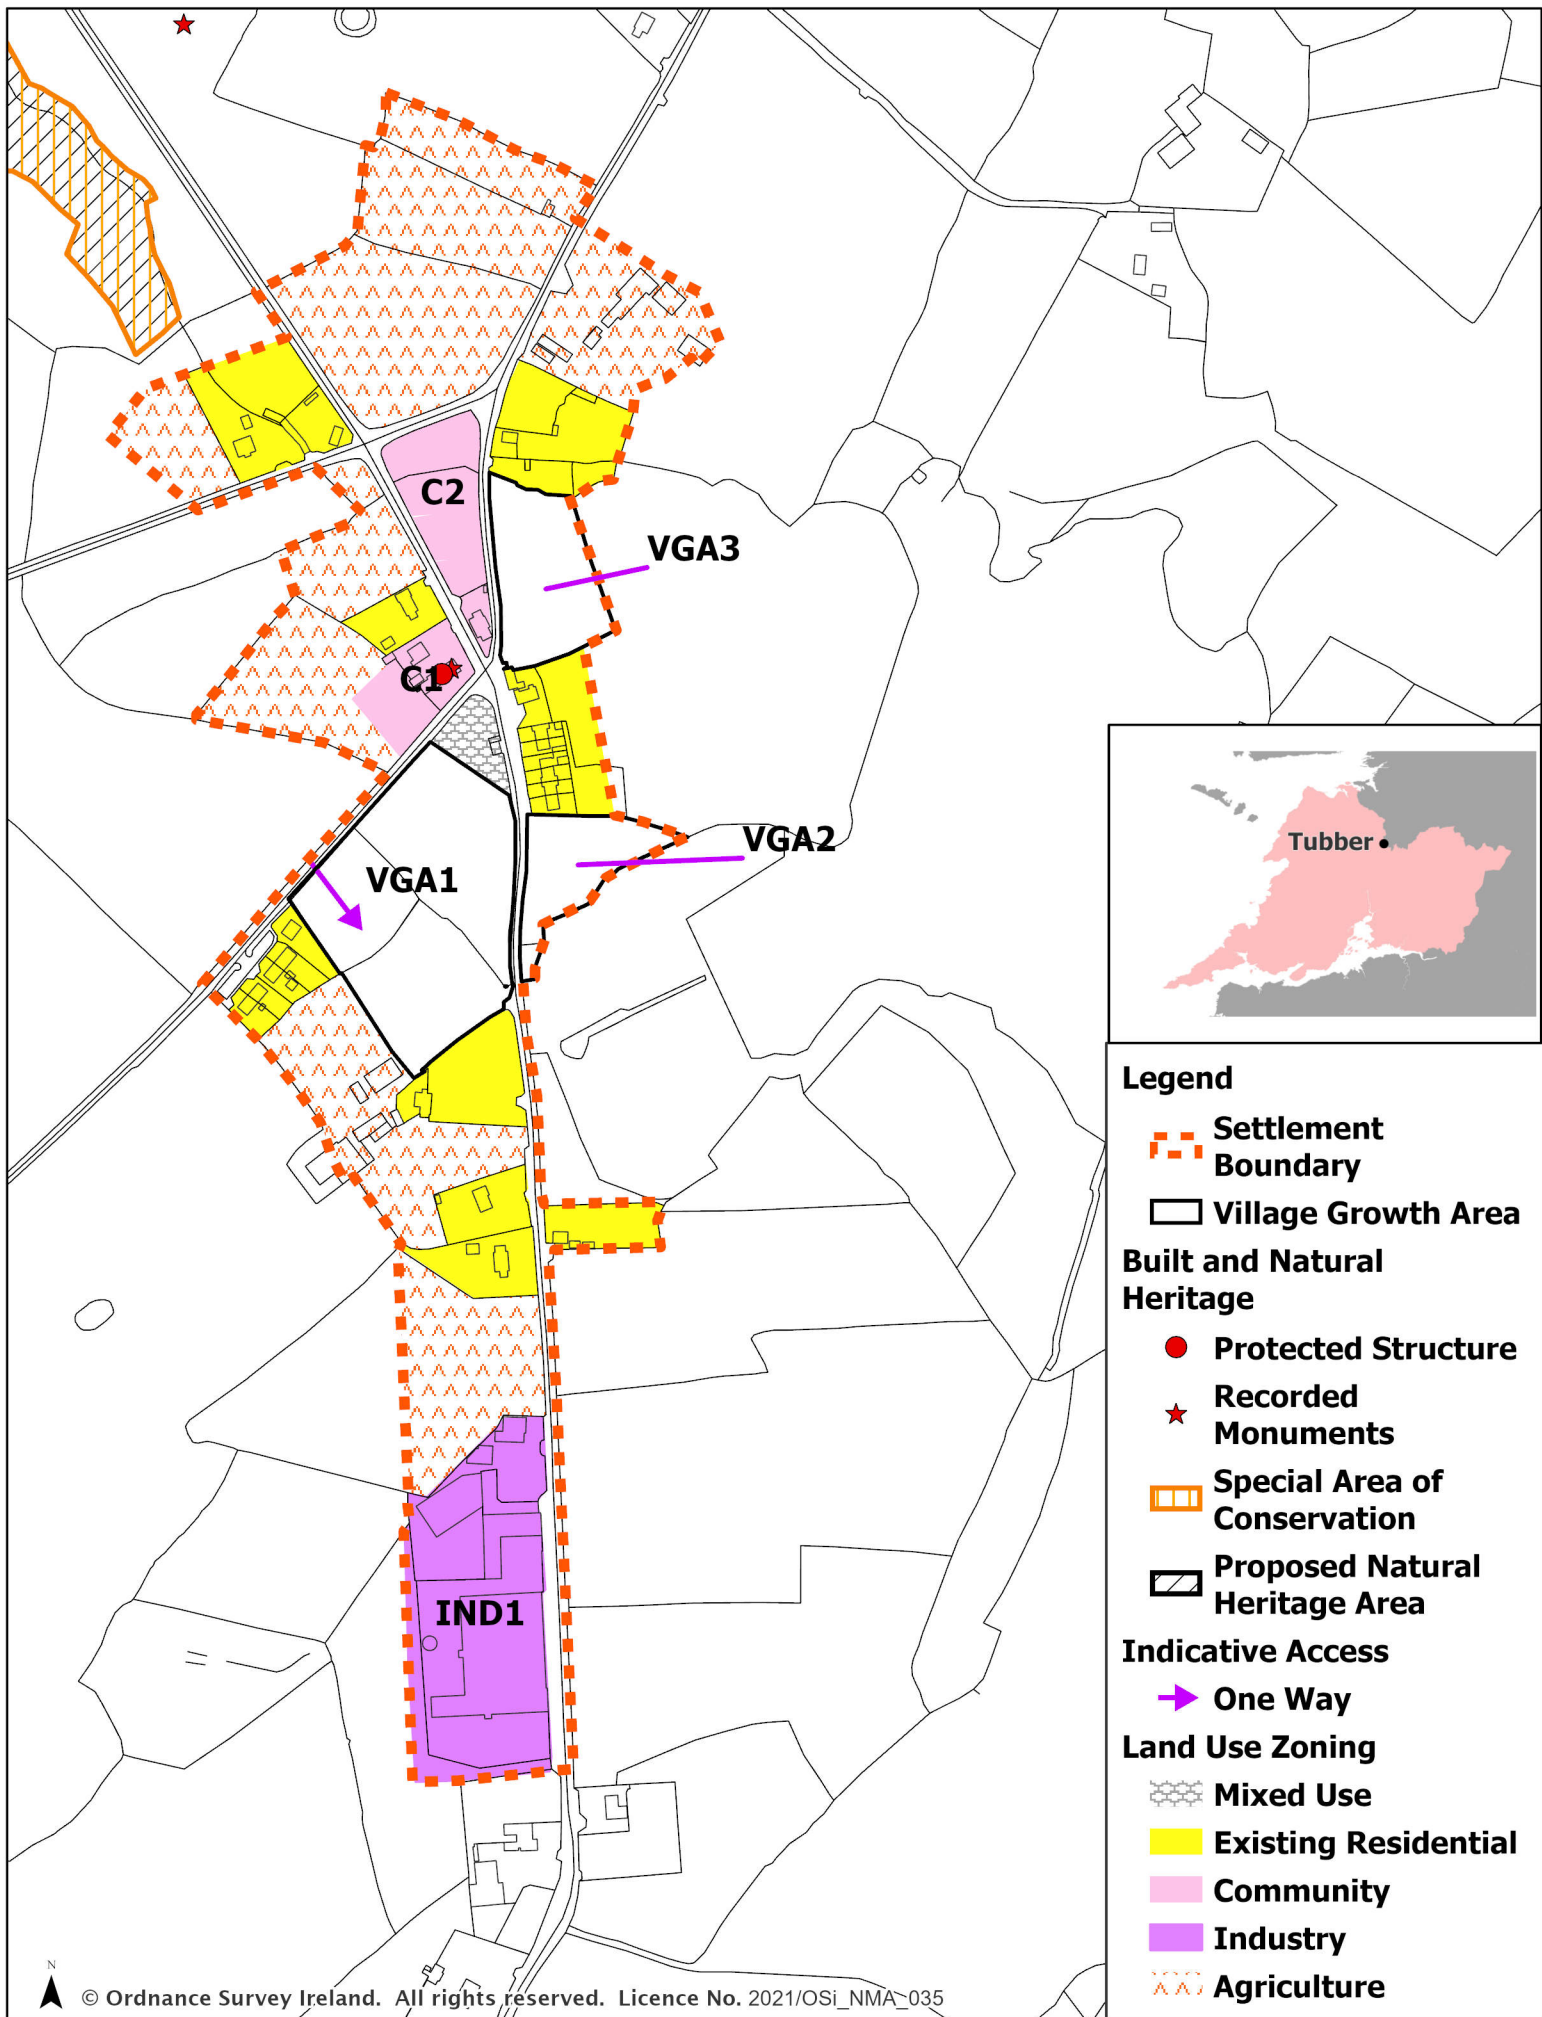 C2
VGA3
C1
VGA2
VGA1
IND1
Tubber
Legend
Settlement
Boundary
Village Growth Area
Built and Natural
Heritage
Protected Structure
Recorded
Monuments
Special Area of
Conservation
Proposed Natural
Heritage Area
Indicative Access
One Way
Land Use Zoning
Mixed Use
Existing Residential
Community
Industry
Agriculture
N
© Ordnance Survey Ireland. All rights reserved. Licence No. 2021/OSi_NMA_035